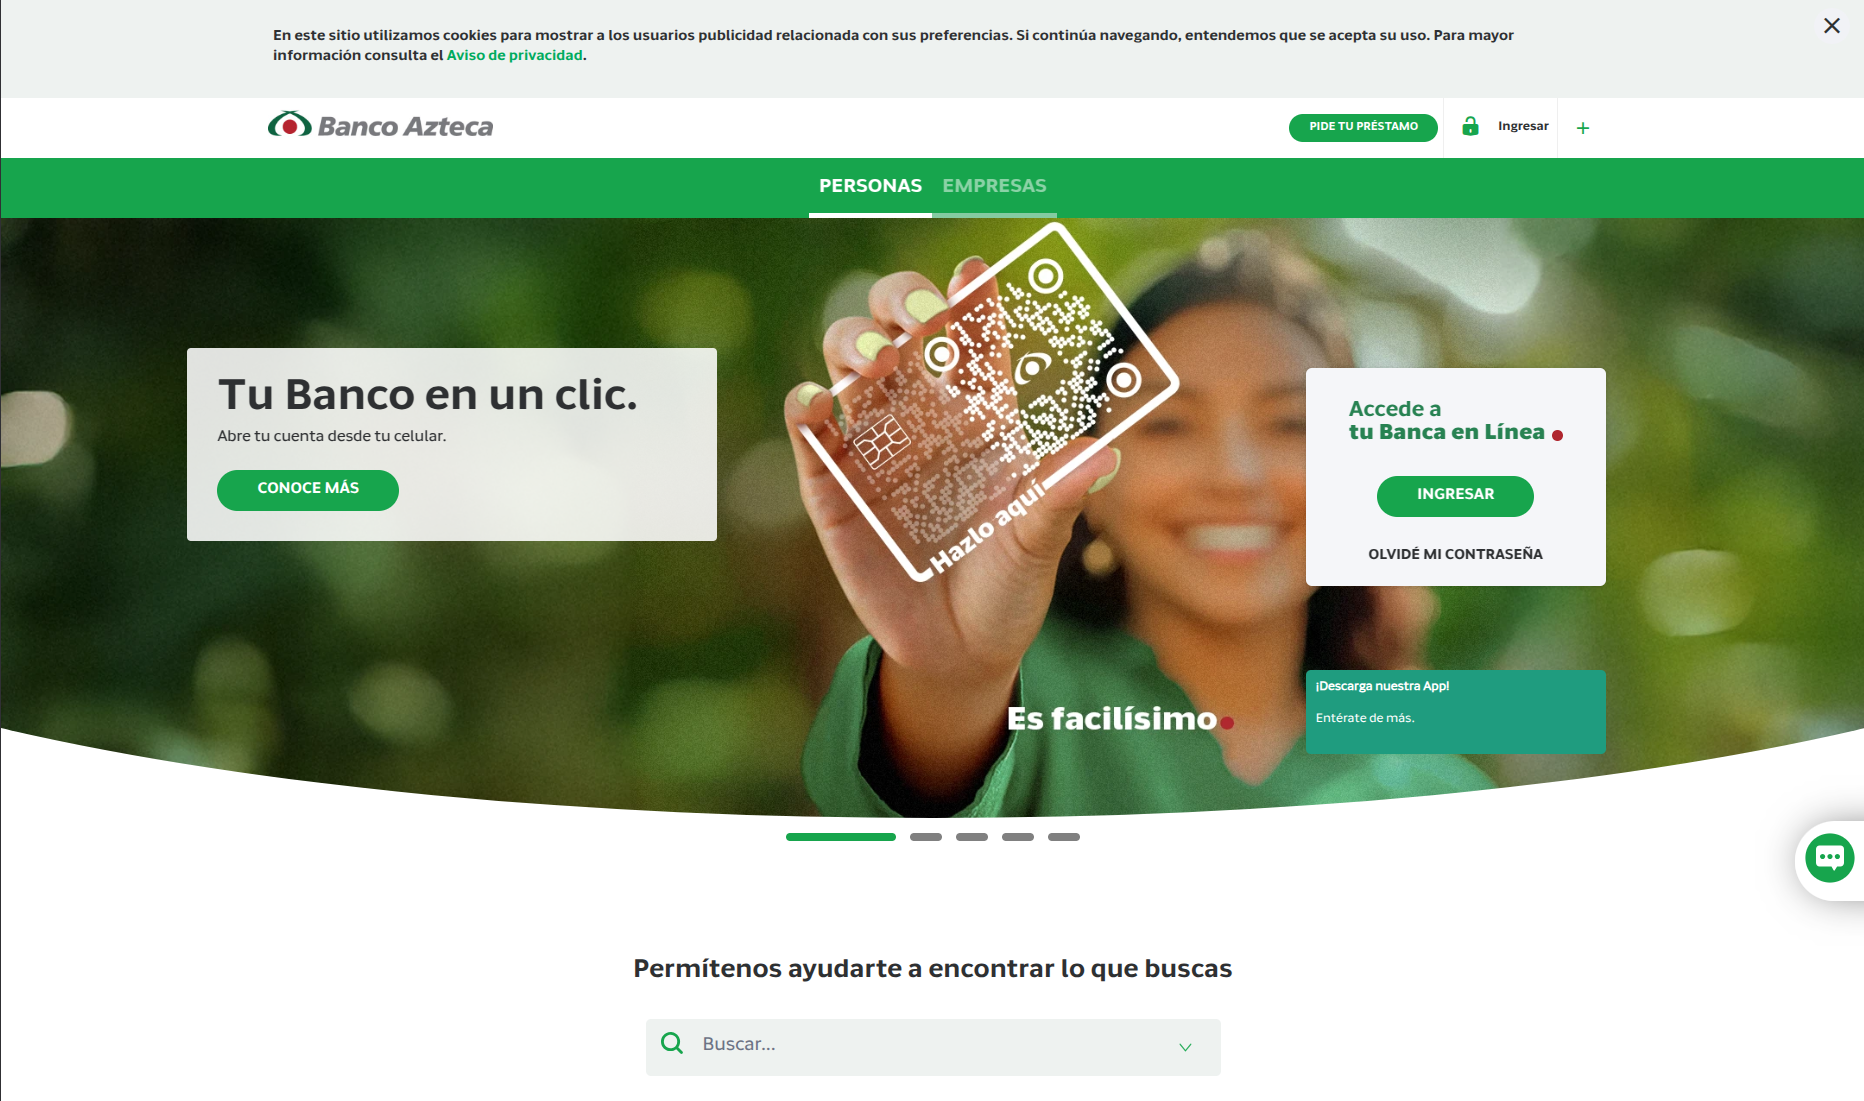 En este sitio utilizamos cookies para mostrar a los usuarios publicidad relacionada con sus preferencias. Si continúa navegando, entendemos que se acepta su uso. Para mayor
información consulta el Aviso de privacidad.
Banco Azteca
PIDE TU PRÉSTAMO
Ingresar
+
PERSONAS
EMPRESAS
Tu Banco en un clic.
Abre tu cuenta desde tu celular.
CONOCE MÁS
Hazlo aquí
Accede a
tu Banca en Línea
INGRESAR
OLVIDÉ MI CONTRASEÑA
¡Descarga nuestra App!
Entérate de más.
Es facilísimo
Permítenos ayudarte a encontrar lo que buscas
Buscar...